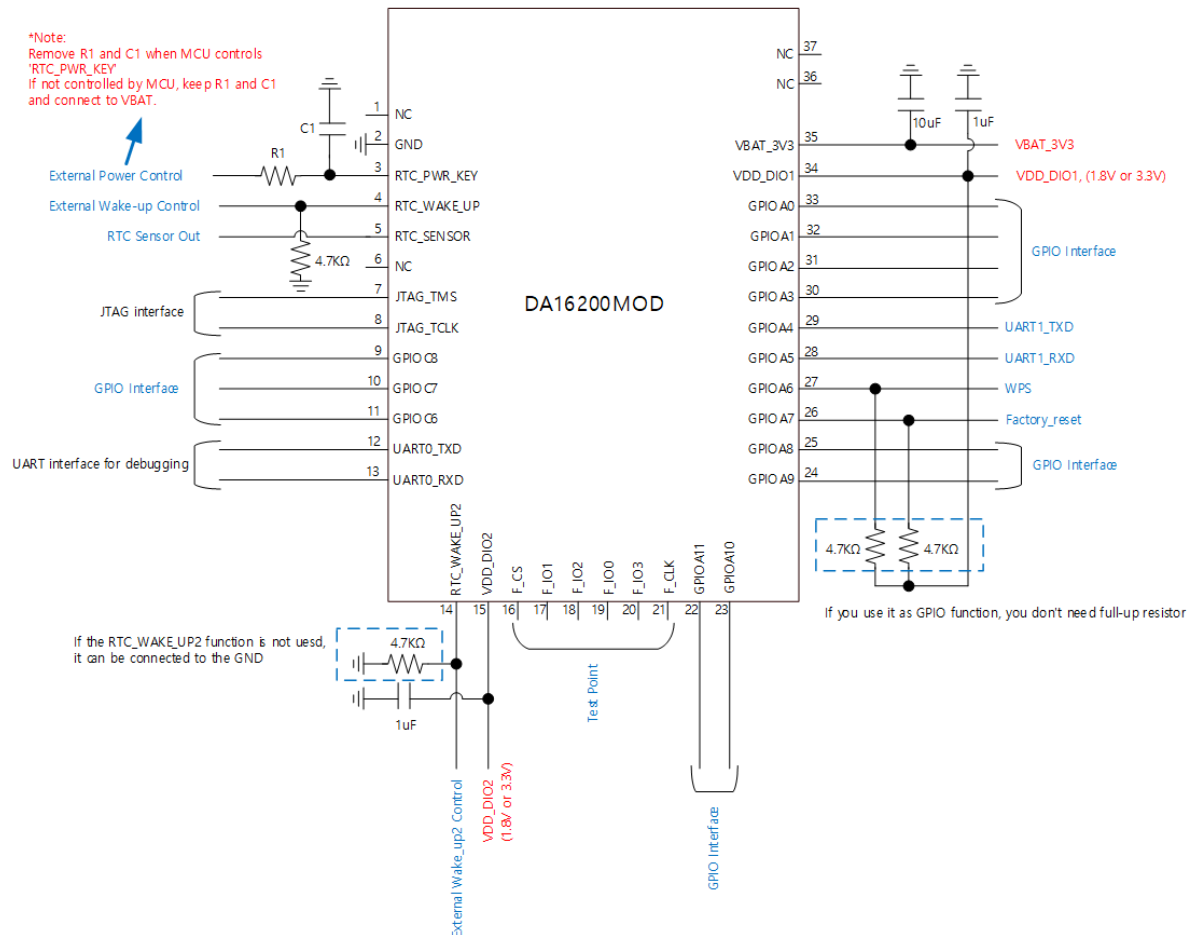 *Note:
Remove R1 and C1 when MCU controls
'RTC_PWR_KEY'
If not controlled by MCU, keep R1 and C1
and connect to VBAT.
C1
R1
External Power Control
External Wake-up Control
RTC Sensor Out
4.7KΩ
JTAG interface
GPIO Interface
UART interface for debugging
1 NC
2 GND
3 RTC_PWR_KEY
4 RTC_WAKE_UP
5 RTC_SENSOR
6 NC
7 JTAG_TMS
8 JTAG_TCLK
9 GPIOC8
10 GPIOC7
11 GPIOC6
12 UART0_TXD
13 UART0_RXD
DA16200MOD
NC 37
NC 36
VBAT_3V3 35
VDD_DIO1 34
GPIOA0 33
GPIOA1 32
GPIOA2 31
GPIOA3 30
GPIOA4 29
GPIOA5 28
GPIOA6 27
GPIOA7 26
GPIOA8 25
GPIOA9 24
10uF
1uF
VBAT_3V3
VDD_DIO1, (1.8V or 3.3V)
GPIO Interface
UART1_TXD
UART1_RXD
WPS
Factory_reset
GPIO Interface
4.7KΩ
4.7KΩ
If you use it as GPIO function, you don't need full-up resistor
RTC_WAKE_UP2
VDD_DIO2
F_CS
F_IO1
F_IO2
F_IO0
F_IO3
F_CLK
GPIOA11
GPIOA10
14
15
16
17
18
19
20
21
22
23
If the RTC_WAKE_UP2 function is not uesd,
it can be connected to the GND
4.7KΩ
1uF
External Wake_up2 Control
VDD_DIO2
(1.8V or 3.3V)
Test Point
GPIO Interface